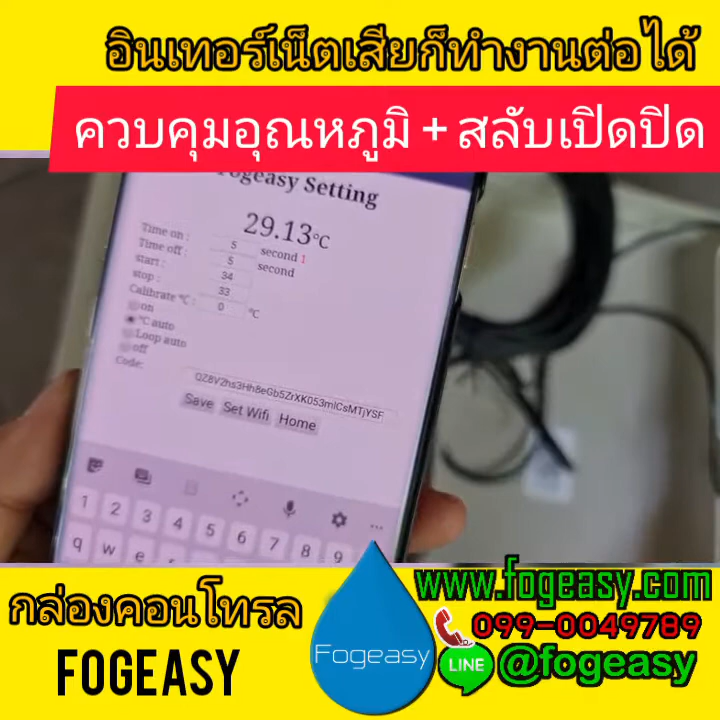 อินเทอร์เน็ตเสียก็ทำงานต่อได้
ควบคุมอุณหภูมิ + สลับเปิดปิด
Fogeasy Setting
29.13°C
Time on : 5 second 1
Time off : 5 second
start : 34
stop : 33
Calibrate °C : 0 °C
on
°C auto
Loop auto
off
Code:
Save Set Wifi Home
1 2 3 4 5 6 7 8 9
q w e
กล่องคอนโทรล
FOGEASY
Fogeasy
www.fogeasy.com
099-0049789
LINE @fogeasy